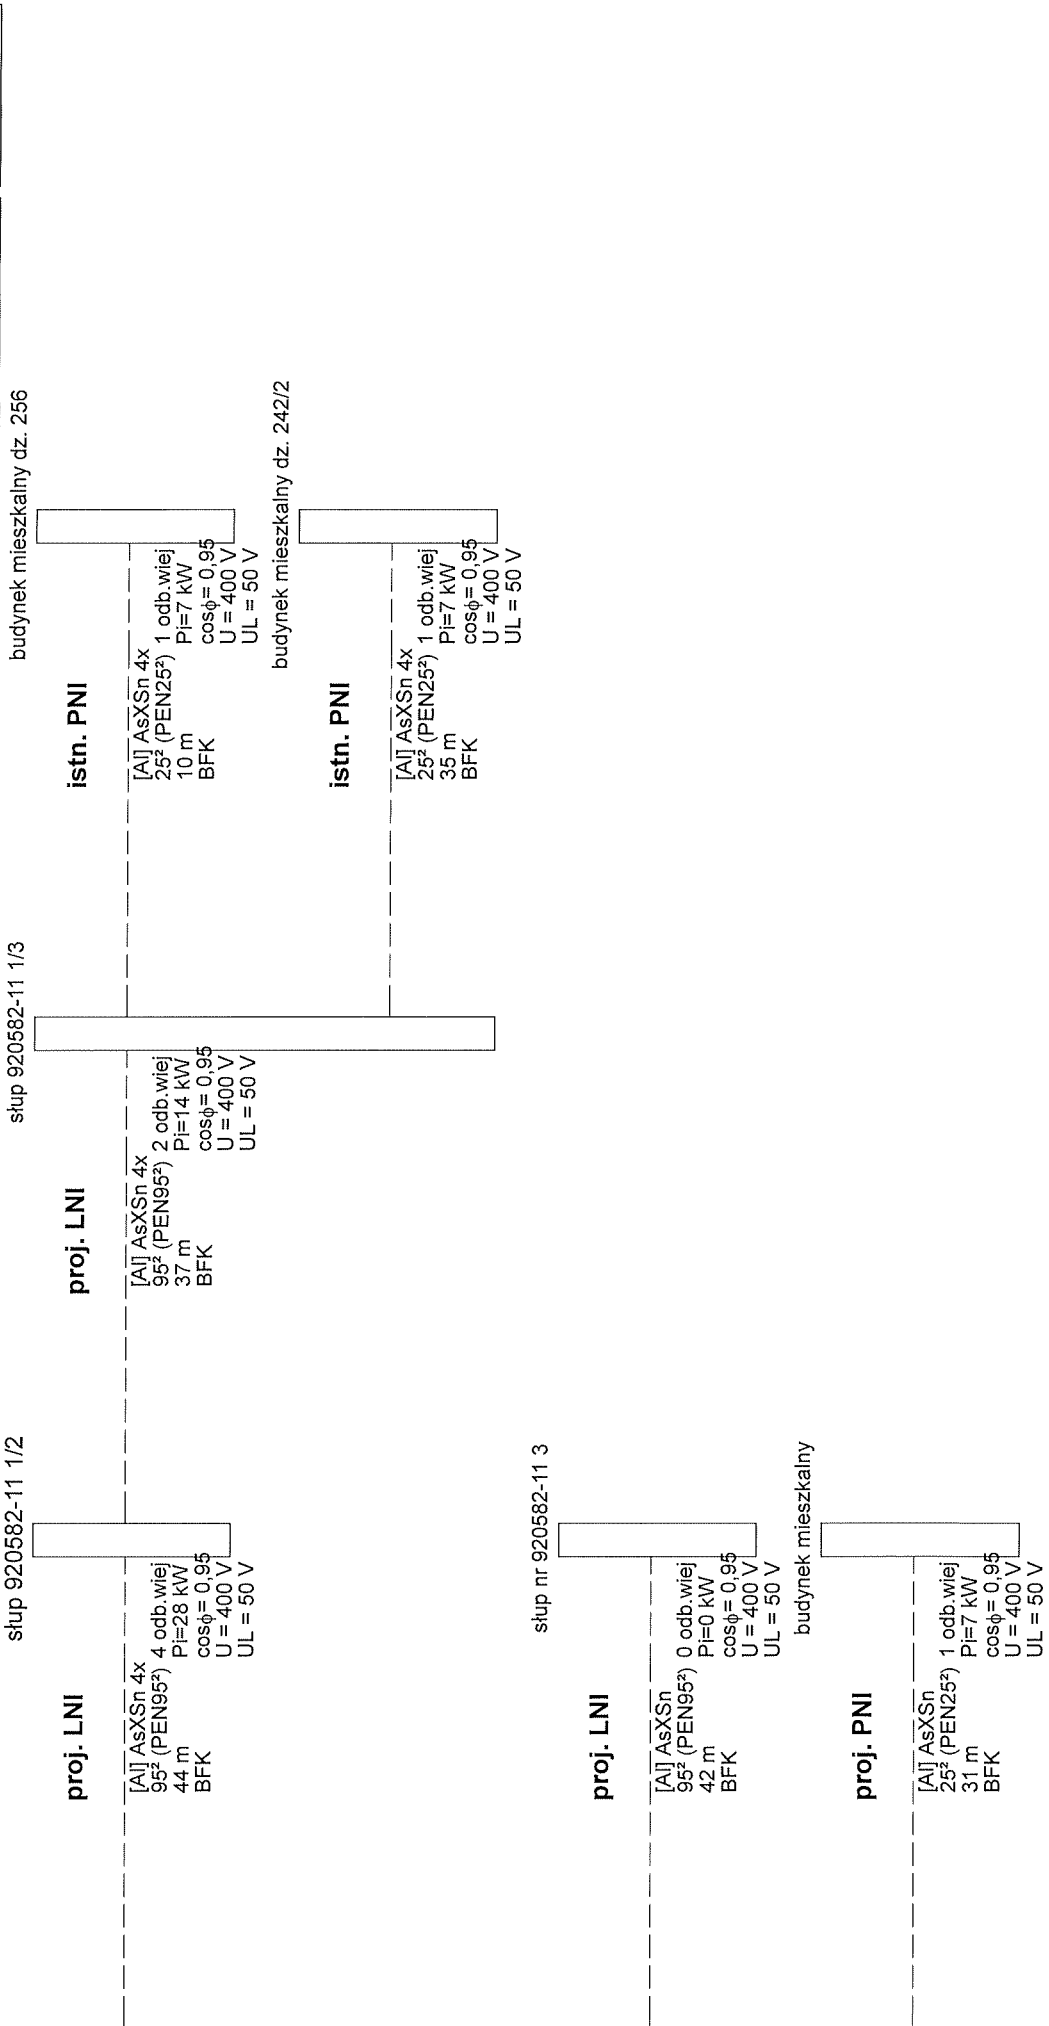 słup 920582-11 1/2
proj. LNI
[Al] AsXSn 4x
95² (PEN95²)
44 m
BFK
4 odb.wiej
Pi=28 kW
cosϕ= 0,95
U = 400 V
UL = 50 V
słup 920582-11 1/3
proj. LNI
[Al] AsXSn 4x
95² (PEN95²)
37 m
BFK
2 odb.wiej
Pi=14 kW
cosϕ= 0,95
U = 400 V
UL = 50 V
budynek mieszkalny dz. 256
istn. PNI
[Al] AsXSn 4x
25² (PEN25²)
10 m
BFK
1 odb.wiej
Pi=7 kW
cosϕ= 0,95
U = 400 V
UL = 50 V
budynek mieszkalny dz. 242/2
istn. PNI
[Al] AsXSn 4x
25² (PEN25²)
35 m
BFK
1 odb.wiej
Pi=7 kW
cosϕ= 0,95
U = 400 V
UL = 50 V
słup nr 920582-11 3
proj. LNI
[Al] AsXSn
95² (PEN95²)
42 m
BFK
0 odb.wiej
Pi=0 kW
cosϕ= 0,95
U = 400 V
UL = 50 V
budynek mieszkalny
proj. PNI
[Al] AsXSn
25² (PEN25²)
31 m
BFK
1 odb.wiej
Pi=7 kW
cosϕ= 0,95
U = 400 V
UL = 50 V